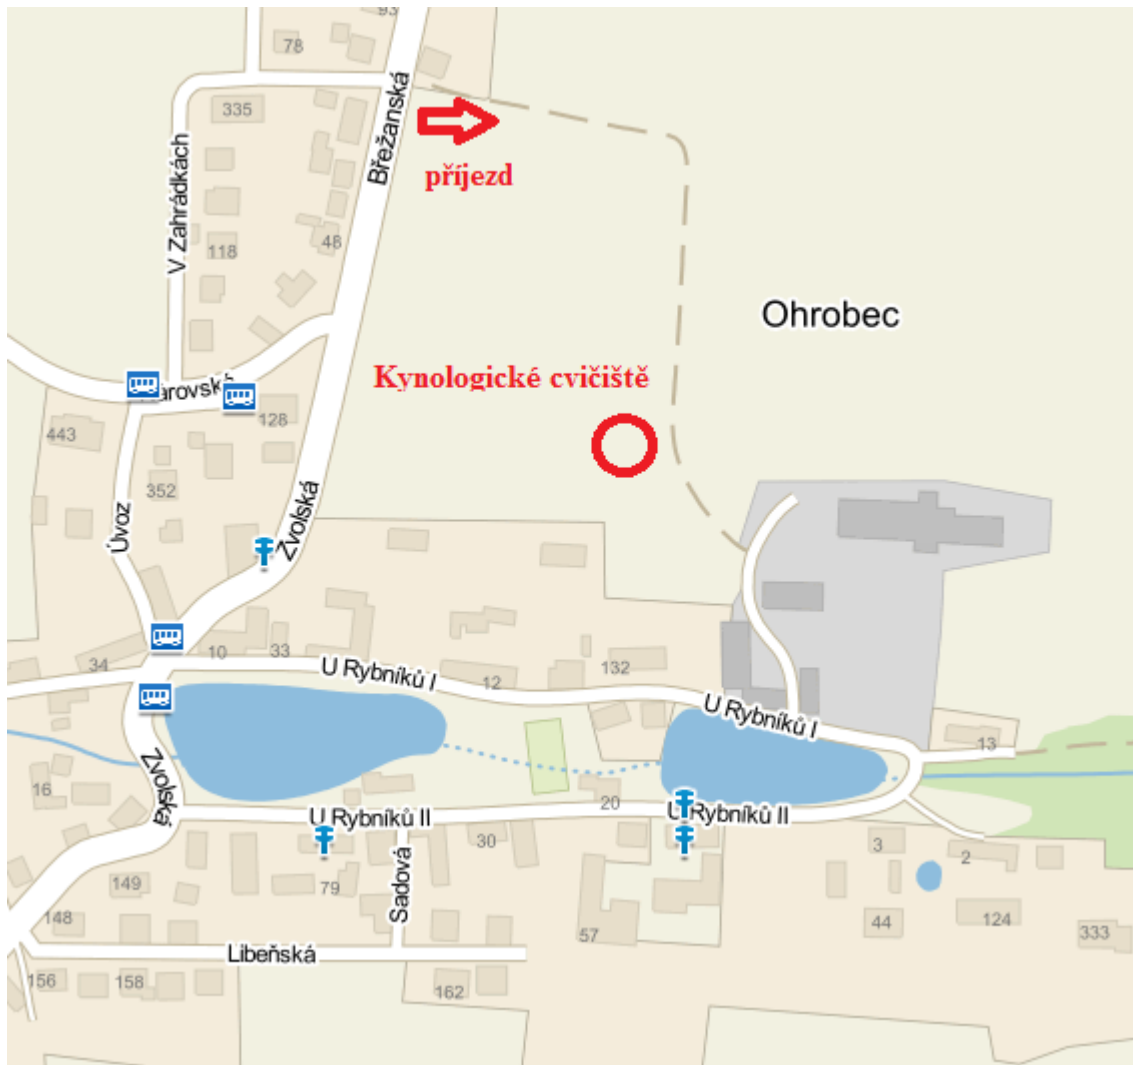 93
78
335
Břežanská
příjezd
V Zahrádkách
118
48
Ohrobec
Kynologické cvičiště
128
443
352
Úvoz
Zvolská
34
10
33
U Rybníků I
12
132
U Rybníků I
13
16
Zvolská
20
U Rybníků II
U Rybníků II
30
3
2
149
79
Sadová
148
57
44
124
333
Libeňská
156
158
162